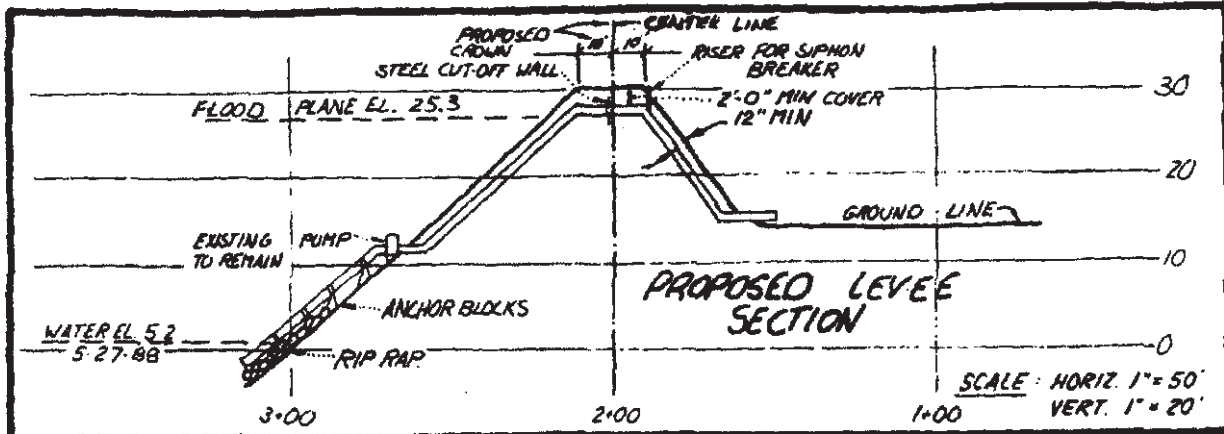 PROPOSED
CROWN
CENTER LINE
10' 10'
STEEL CUT-OFF WALL
RISER FOR SIPHON
BREAKER
FLOOD PLANE EL. 25.3
2'-0" MIN COVER
12" MIN
30
20
GROUND LINE
EXISTING
TO REMAIN
PUMP
10
PROPOSED LEVEE
SECTION
ANCHOR BLOCKS
WATER EL. 5.2
5-27-88
RIP RAP.
0
SCALE: HORIZ. 1"=50'
VERT. 1"=20'
3+00
2+00
1+00